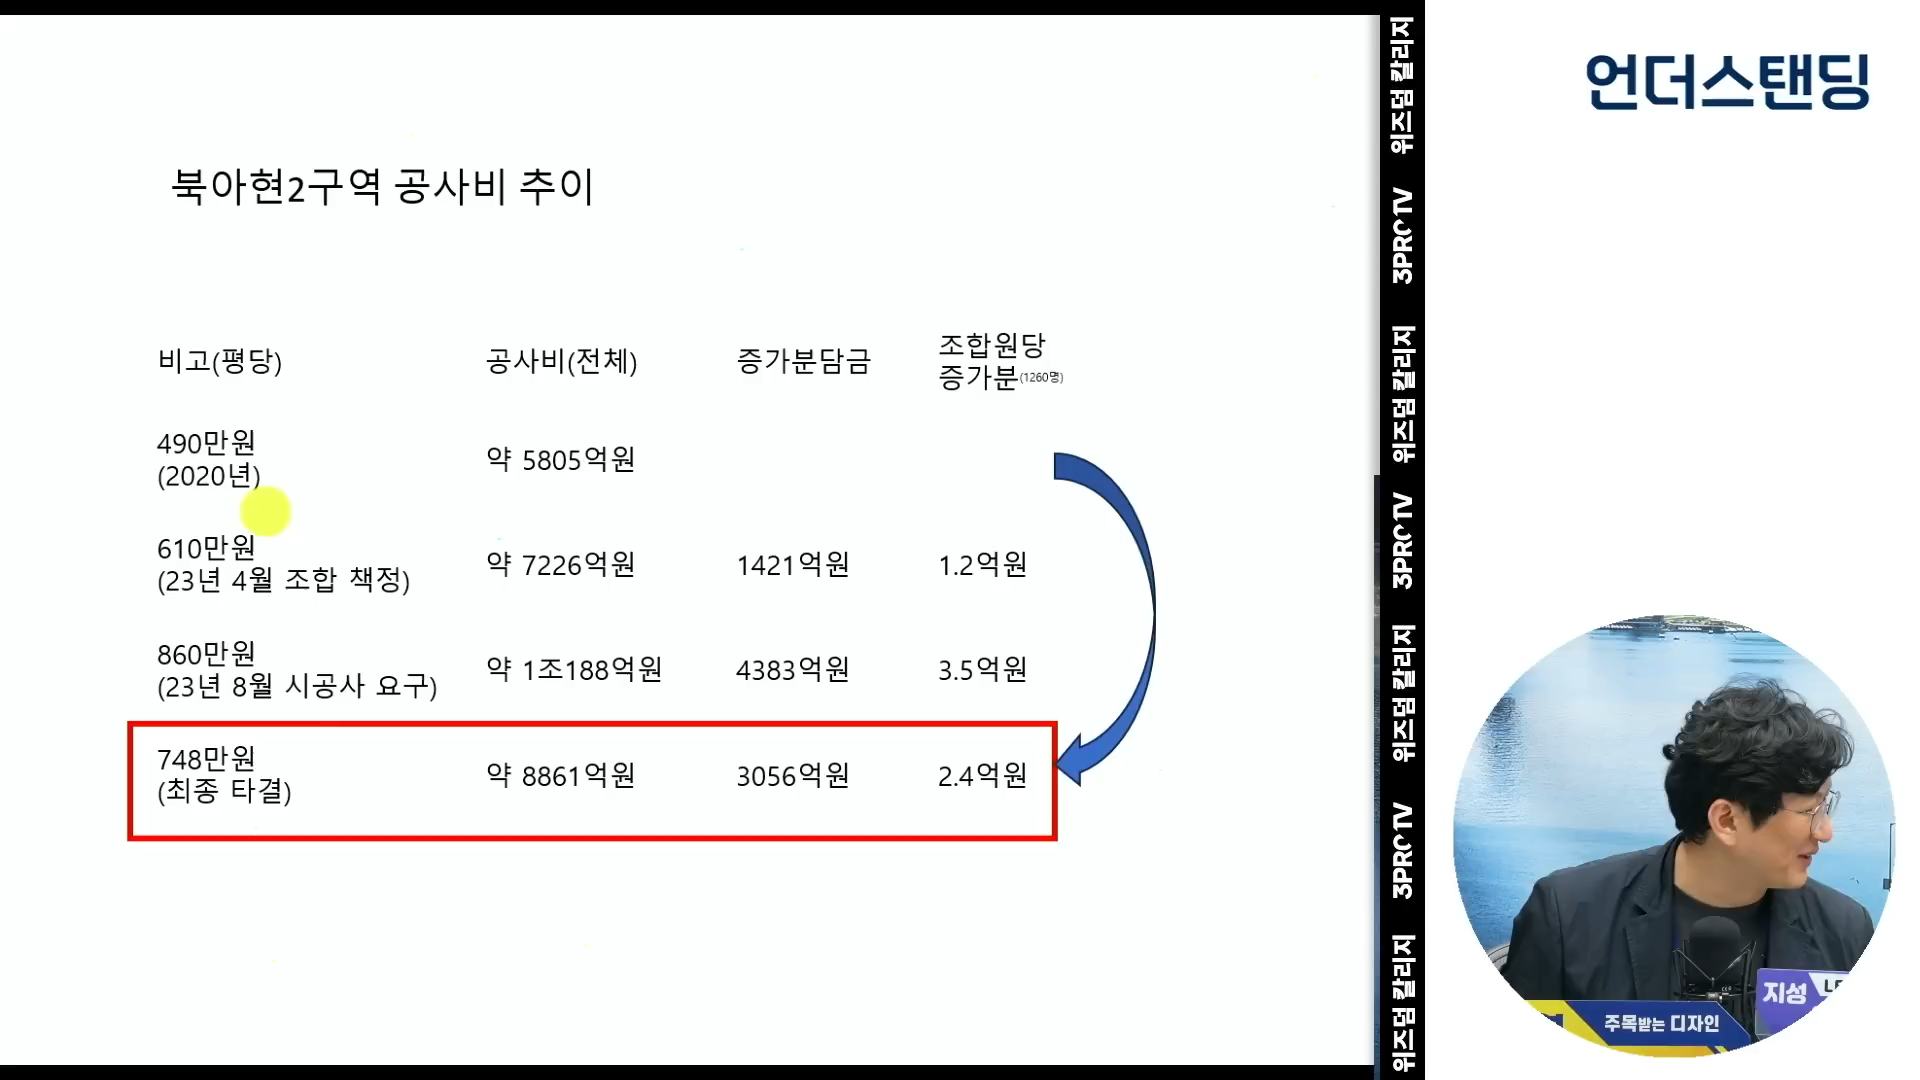 언더스탠딩
북아현2구역 공사비 추이
비고(평당) 공사비(전체) 증가분담금 조합원당
증가분(1260명)
490만원
(2020년)
약 5805억원
610만원
(23년 4월 조합 책정)
약 7226억원 1421억원 1.2억원
860만원
(23년 8월 시공사 요구)
약 1조188억원 4383억원 3.5억원
748만원
(최종 타결)
약 8861억원 3056억원 2.4억원
위즈덤 칼리지
3PROTV
위즈덤 칼리지
3PROTV
위즈덤 칼리지
3PROTV
위즈덤 칼리지
지성
주목받는 디자인